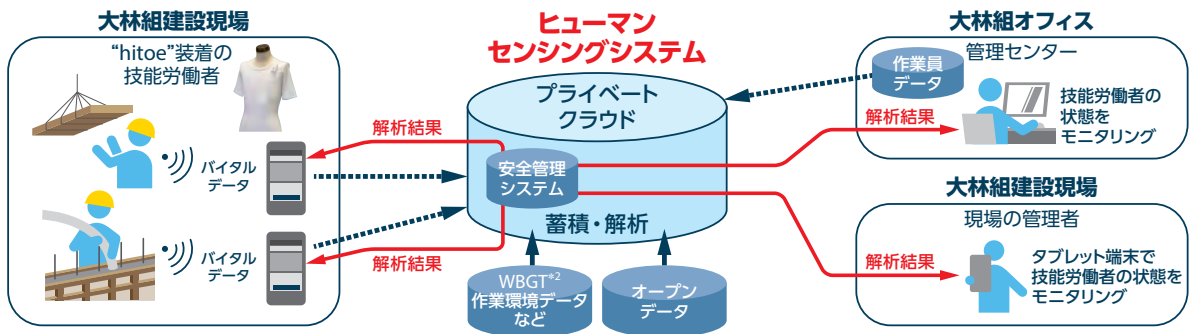 大林組建設現場
“hitoe”装着の
技能労働者
バイタル
データ
バイタル
データ
解析結果
解析結果
ヒューマン
センシングシステム
プライベート
クラウド
安全管理
システム
蓄積・解析
WBGT*2
作業環境データ
など
オープン
データ
大林組オフィス
管理センター
作業員
データ
解析結果
技能労働者の
状態を
モニタリング
大林組建設現場
現場の管理者
解析結果
タブレット端末で
技能労働者の状態を
モニタリング